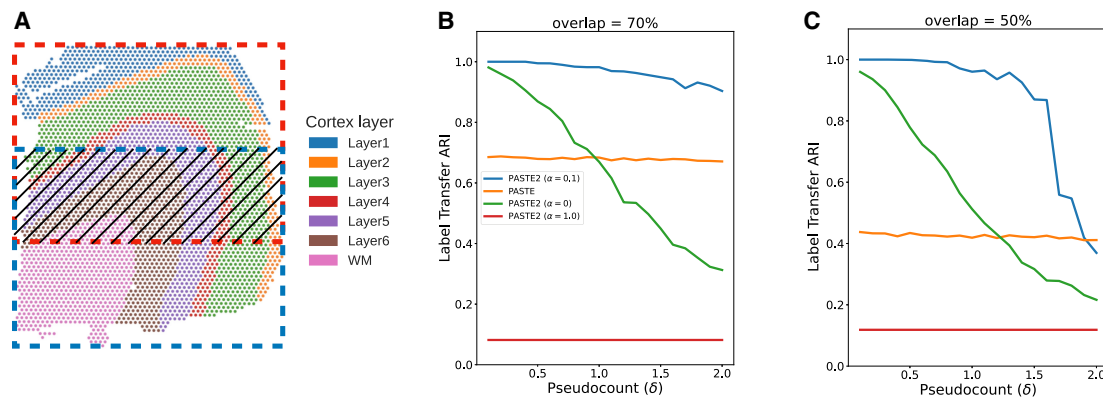 A
Cortex layer
Layer1
Layer2
Layer3
Layer4
Layer5
Layer6
WM
B
overlap = 70%
Label Transfer ARI
1.0
0.8
0.6
0.4
0.2
0.0
PASTE2 (α = 0.1)
PASTE
PASTE2 (α = 0)
PASTE2 (α = 1.0)
0.5
1.0
1.5
2.0
Pseudocount (δ)
C
overlap = 50%
Label Transfer ARI
1.0
0.8
0.6
0.4
0.2
0.0
0.5
1.0
1.5
2.0
Pseudocount (δ)